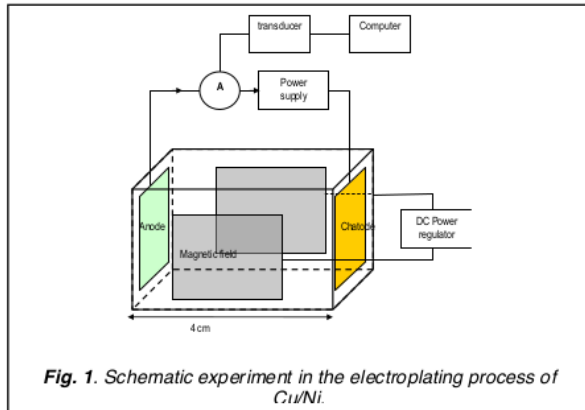 transducer
Computer
A
Power
supply
Anode
Chatode
DC Power
regulator
Magnetic field
4 cm
Fig. 1. Schematic experiment in the electroplating process of
Cu/Ni.